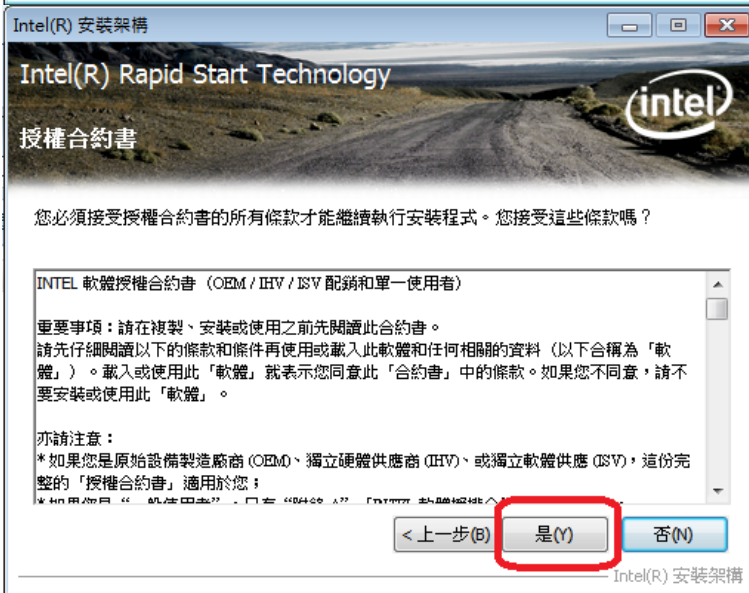 Intel(R) 安裝架構
Intel(R) Rapid Start Technology
intel
授權合約書
您必須接受授權合約書的所有條款才能繼續執行安裝程式。您接受這些條款嗎？
INTEL 軟體授權合約書（OEM / IHV / ISV 配銷和單一使用者）
重要事項：請在複製、安裝或使用之前先閱讀此合約書。
請先仔細閱讀以下的條款和條件再使用或載入此軟體和任何相關的資料（以下合稱為「軟
體」）。載入或使用此「軟體」就表示您同意此「合約書」中的條款。如果您不同意，請不
要安裝或使用此「軟體」。
亦請注意：
*如果您是原始設備製造廠商 (OEM)、獨立硬體供應商 (IHV)、或獨立軟體供應 (ISV)，這份完
整的「授權合約書」適用於您；
< 上一步(B)
是(Y)
否(N)
Intel(R) 安裝架構